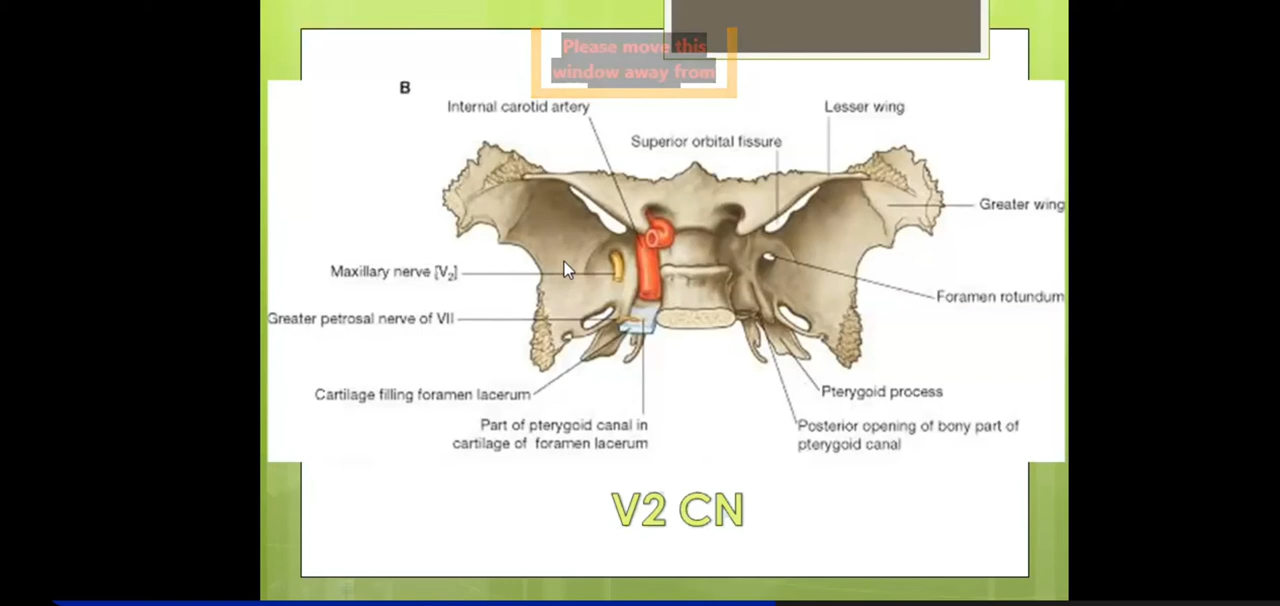 Please move this
window away from
B
Internal carotid artery
Lesser wing
Superior orbital fissure
Greater wing
Maxillary nerve [V₂]
Foramen rotundum
Greater petrosal nerve of VII
Cartilage filling foramen lacerum
Pterygoid process
Part of pterygoid canal in
cartilage of foramen lacerum
Posterior opening of bony part of
pterygoid canal
V2 CN